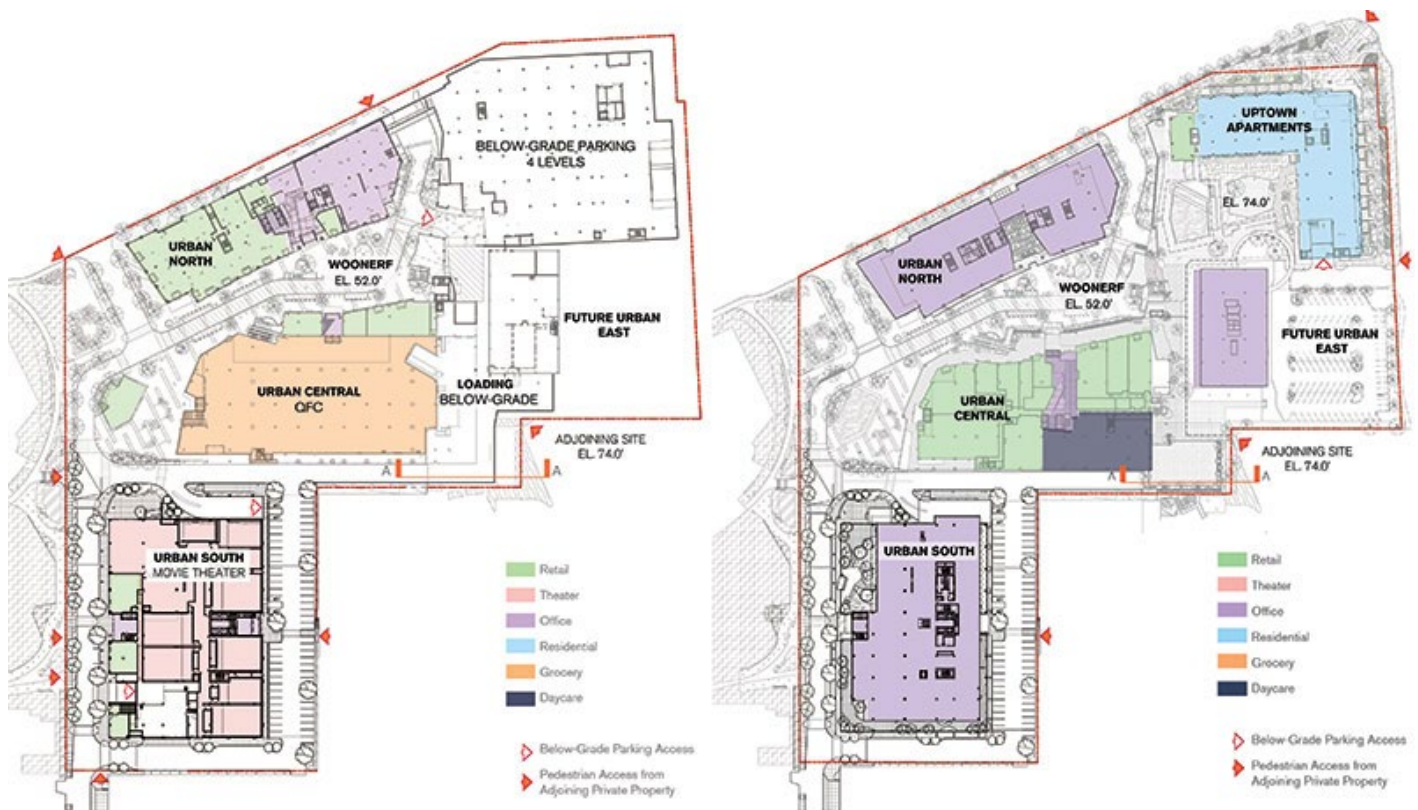 BELOW-GRADE PARKING
4 LEVELS
URBAN
NORTH
WOONERF
EL. 52.0'
FUTURE URBAN
EAST
URBAN CENTRAL
QFC
LOADING
BELOW-GRADE
ADJOINING SITE
EL. 74.0'
A
A
URBAN SOUTH
MOVIE THEATER
Retail
Theater
Office
Residential
Grocery
Daycare
Below-Grade Parking Access
Pedestrian Access from
Adjoining Private Property
UPTOWN
APARTMENTS
EL. 74.0'
URBAN
NORTH
WOONERF
EL. 52.0'
FUTURE URBAN
EAST
URBAN
CENTRAL
ADJOINING SITE
EL. 74.0'
A
A
URBAN SOUTH
Retail
Theater
Office
Residential
Grocery
Daycare
Below-Grade Parking Access
Pedestrian Access from
Adjoining Private Property